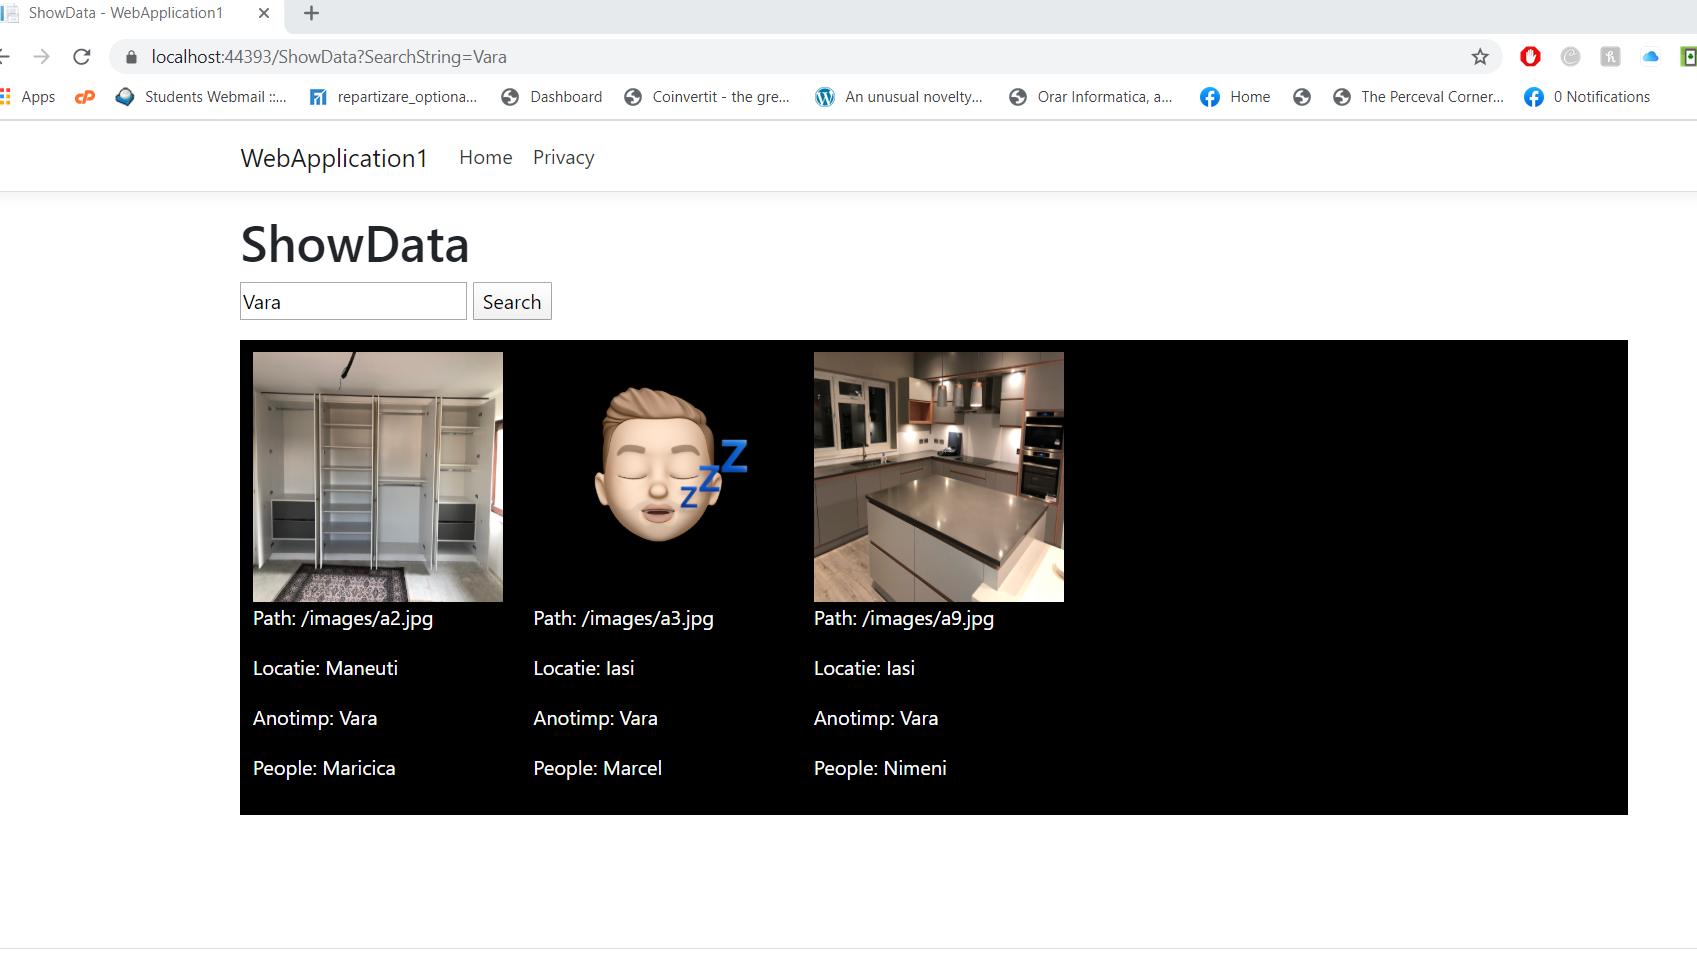 ShowData - WebApplication1
localhost:44393/ShowData?SearchString=Vara
Apps Students Webmail ::... repartizare_optiona... Dashboard Coinvertit - the gre... An unusual novelty... Orar Informatica, a... Home The Perceval Corner... 0 Notifications
WebApplication1 Home Privacy
ShowData
Vara Search
zzz
Path: /images/a2.jpg Path: /images/a3.jpg Path: /images/a9.jpg
Locatie: Maneuti Locatie: Iasi Locatie: Iasi
Anotimp: Vara Anotimp: Vara Anotimp: Vara
People: Maricica People: Marcel People: Nimeni